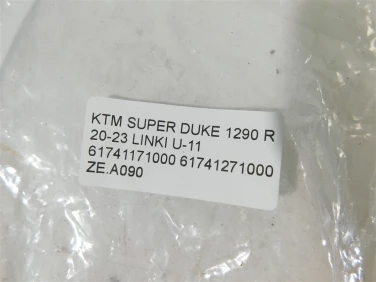 KTM SUPER DUKE 1290 R
20-23 LINKI U-11
61741171000 61741271000
ZE.A090